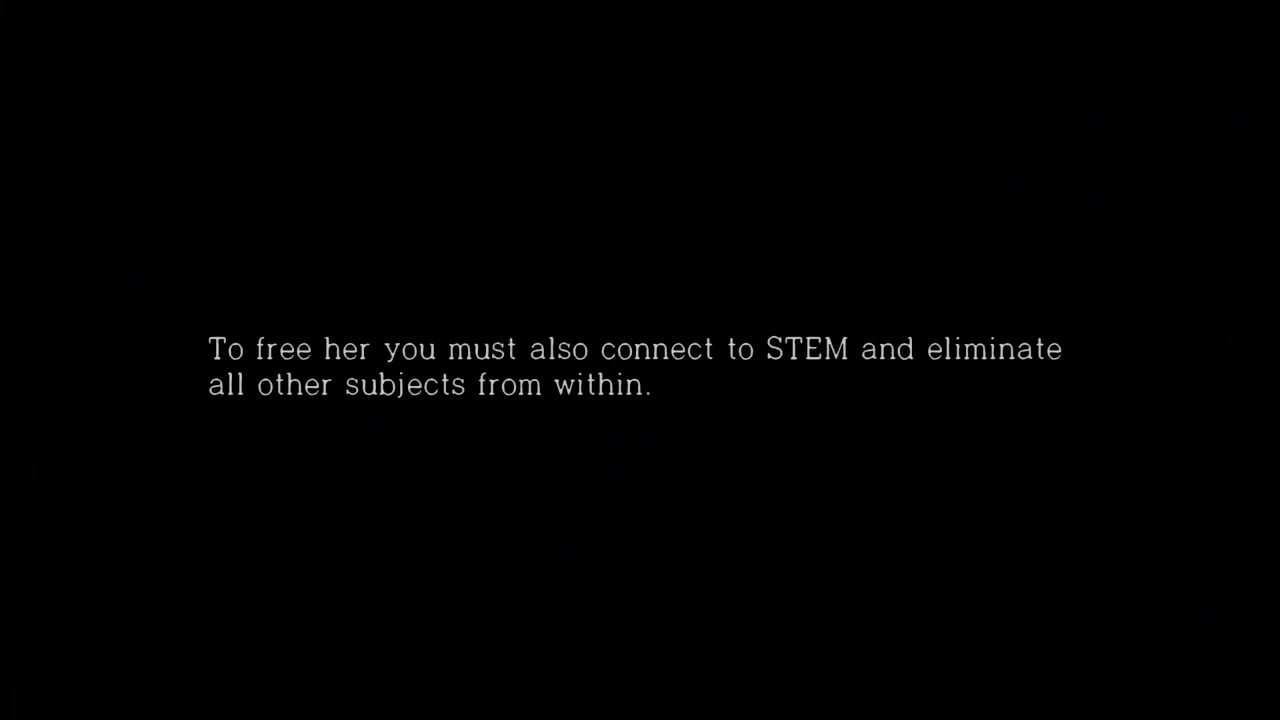 To free her you must also connect to STEM and eliminate
all other subjects from within.